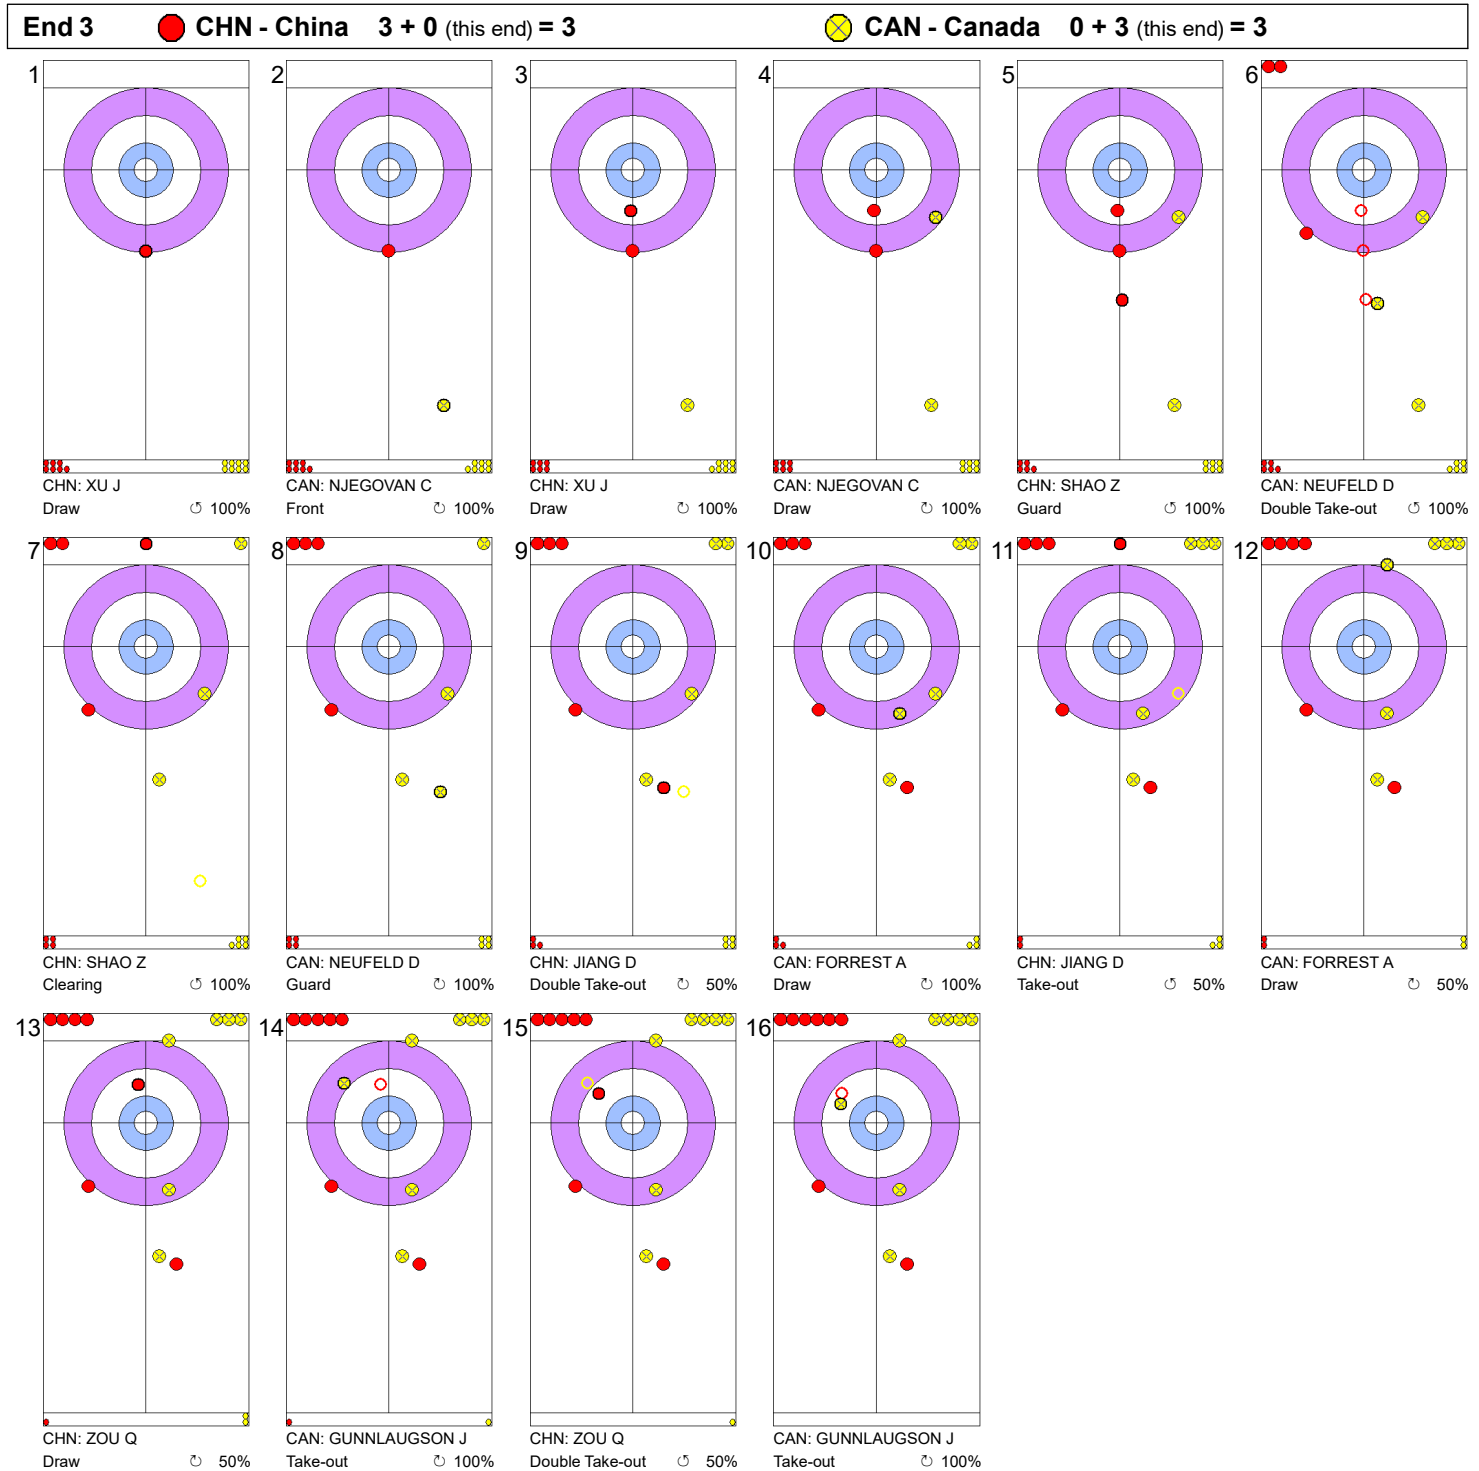 End 3 CHN - China 3 + 0 (this end) = 3 CAN - Canada 0 + 3 (this end) = 3
1 2 3 4 5 6
CHN: XU J CAN: NJEGOVAN C CHN: XU J CAN: NJEGOVAN C CHN: SHAO Z CAN: NEUFELD D
Draw ↺ 100% Front ↻ 100% Draw ↻ 100% Draw ↻ 100% Guard ↺ 100% Double Take-out ↺ 100%
7 8 9 10 11 12
CHN: SHAO Z CAN: NEUFELD D CHN: JIANG D CAN: FORREST A CHN: JIANG D CAN: FORREST A
Clearing ↺ 100% Guard ↻ 100% Double Take-out ↻ 50% Draw ↻ 100% Take-out ↺ 50% Draw ↻ 50%
13 14 15 16
CHN: ZOU Q CAN: GUNNLAUGSON J CHN: ZOU Q CAN: GUNNLAUGSON J
Draw ↻ 50% Take-out ↻ 100% Double Take-out ↻ 50% Take-out ↻ 100%